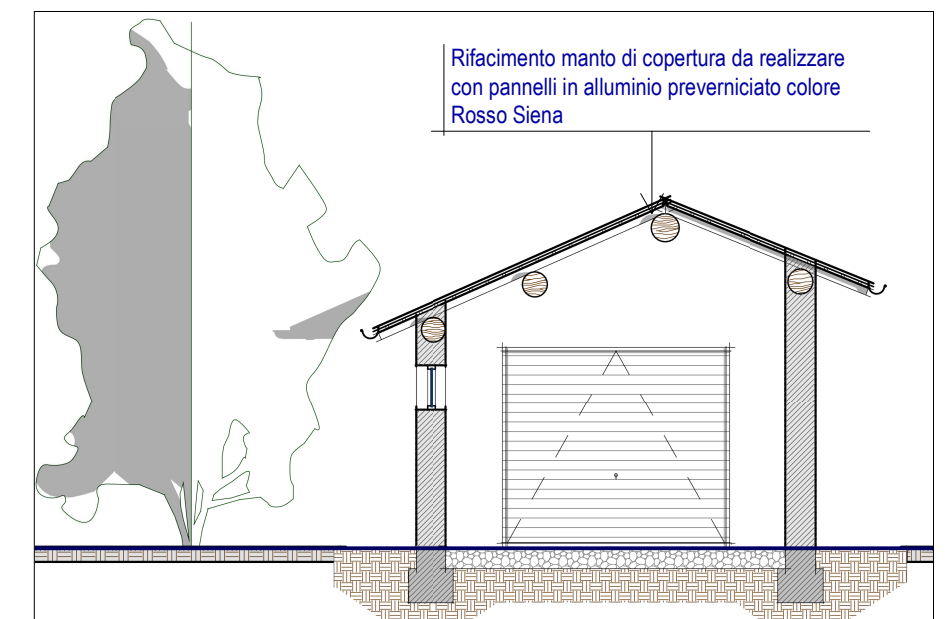 Rifacimento manto di copertura da realizzare
con pannelli in alluminio preverniciato colore
Rosso Siena